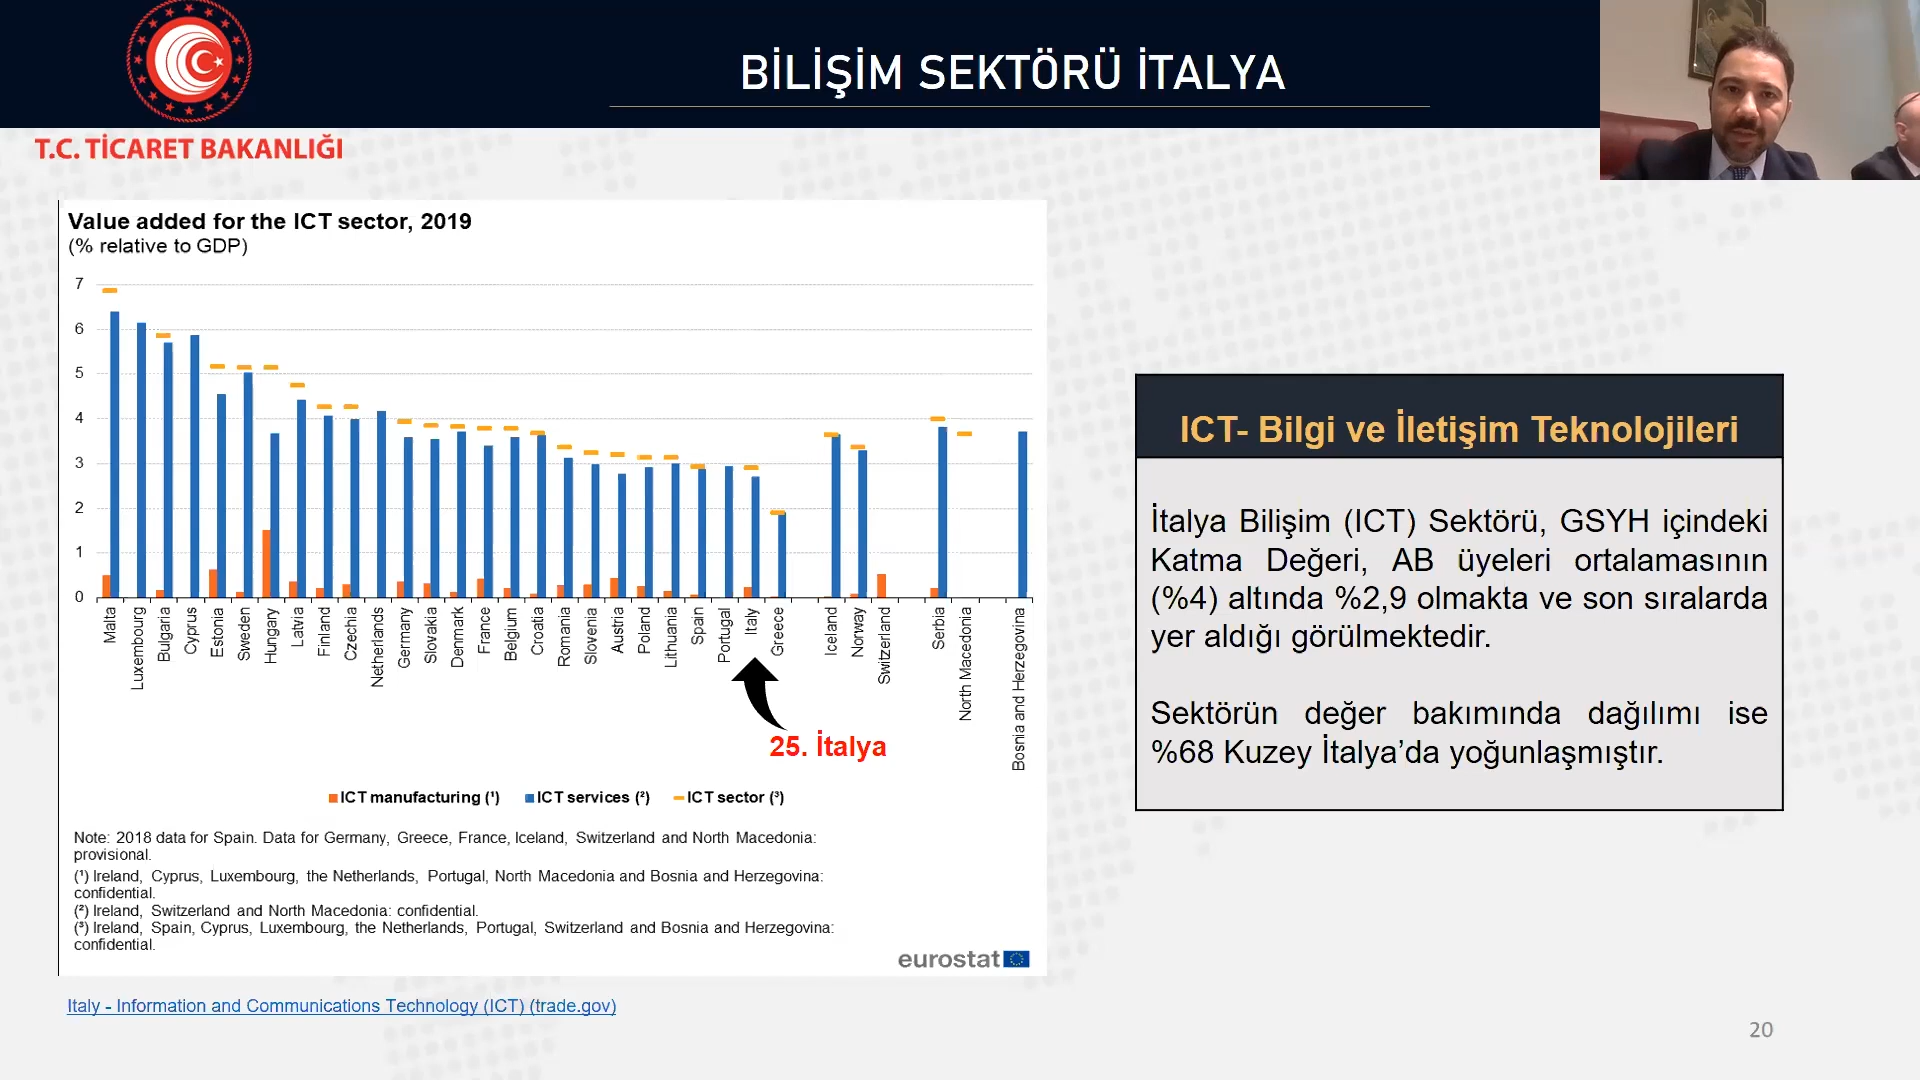 BİLİŞİM SEKTÖRÜ İTALYA
T.C. TİCARET BAKANLIĞI
Value added for the ICT sector, 2019
(% relative to GDP)
7
6
5
4
3
2
1
0
Malta
Luxembourg
Bulgaria
Cyprus
Estonia
Sweden
Hungary
Latvia
Finland
Czechia
Netherlands
Germany
Slovakia
Denmark
France
Belgium
Croatia
Romania
Slovenia
Austria
Poland
Lithuania
Spain
Portugal
Italy
Greece
Iceland
Norway
Switzerland
Serbia
North Macedonia
Bosnia and Herzegovina
25. İtalya
ICT manufacturing (¹)
ICT services (²)
ICT sector (³)
Note: 2018 data for Spain. Data for Germany, Greece, France, Iceland, Switzerland and North Macedonia:
provisional.
(¹) Ireland, Cyprus, Luxembourg, the Netherlands, Portugal, North Macedonia and Bosnia and Herzegovina:
confidential.
(²) Ireland, Switzerland and North Macedonia: confidential.
(³) Ireland, Spain, Cyprus, Luxembourg, the Netherlands, Portugal, Switzerland and Bosnia and Herzegovina:
confidential.
eurostat
Italy - Information and Communications Technology (ICT) (trade.gov)
ICT- Bilgi ve İletişim Teknolojileri
İtalya Bilişim (ICT) Sektörü, GSYH içindeki
Katma Değeri, AB üyeleri ortalamasının
(%4) altında %2,9 olmakta ve son sıralarda
yer aldığı görülmektedir.
Sektörün değer bakımında dağılımı ise
%68 Kuzey İtalya’da yoğunlaşmıştır.
20